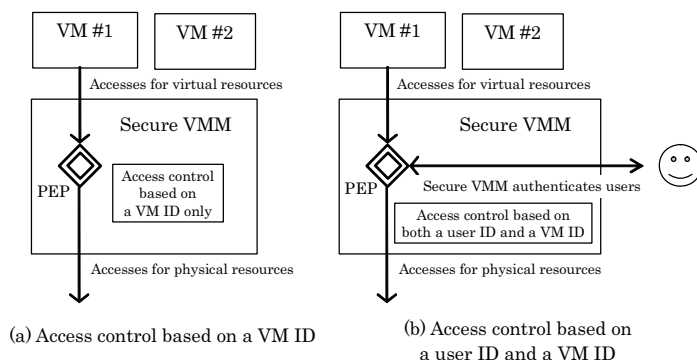 VM #1
VM #2
Accesses for virtual resources
Secure VMM
PEP
Access control
based on
a VM ID only
Accesses for physical resources
(a) Access control based on a VM ID
VM #1
VM #2
Accesses for virtual resources
Secure VMM
PEP
Secure VMM authenticates users
Access control based on
both a user ID and a VM ID
Accesses for physical resources
(b) Access control based on
a user ID and a VM ID